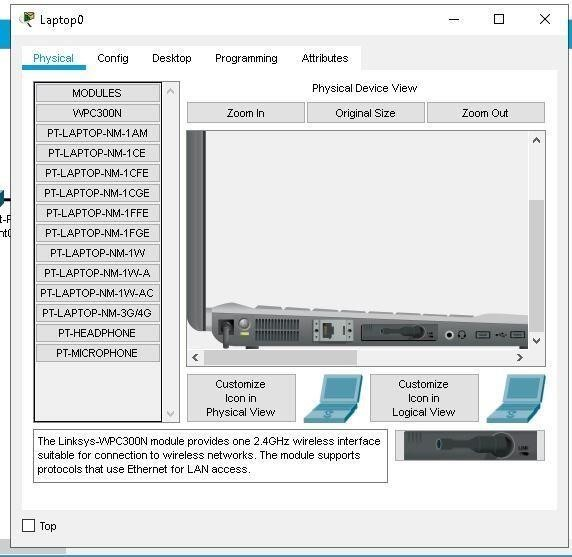 Laptop0
Physical
Config
Desktop
Programming
Attributes
MODULES
WPC300N
PT-LAPTOP-NM-1AM
PT-LAPTOP-NM-1CE
PT-LAPTOP-NM-1CFE
PT-LAPTOP-NM-1CGE
PT-LAPTOP-NM-1FFE
PT-LAPTOP-NM-1FGE
PT-LAPTOP-NM-1W
PT-LAPTOP-NM-1W-A
PT-LAPTOP-NM-1W-AC
PT-LAPTOP-NM-3G/4G
PT-HEADPHONE
PT-MICROPHONE
Physical Device View
Zoom In
Original Size
Zoom Out
Customize
Icon in
Physical View
Customize
Icon in
Logical View
The Linksys-WPC300N module provides one 2.4GHz wireless interface
suitable for connection to wireless networks. The module supports
protocols that use Ethernet for LAN access.
LINK
Top